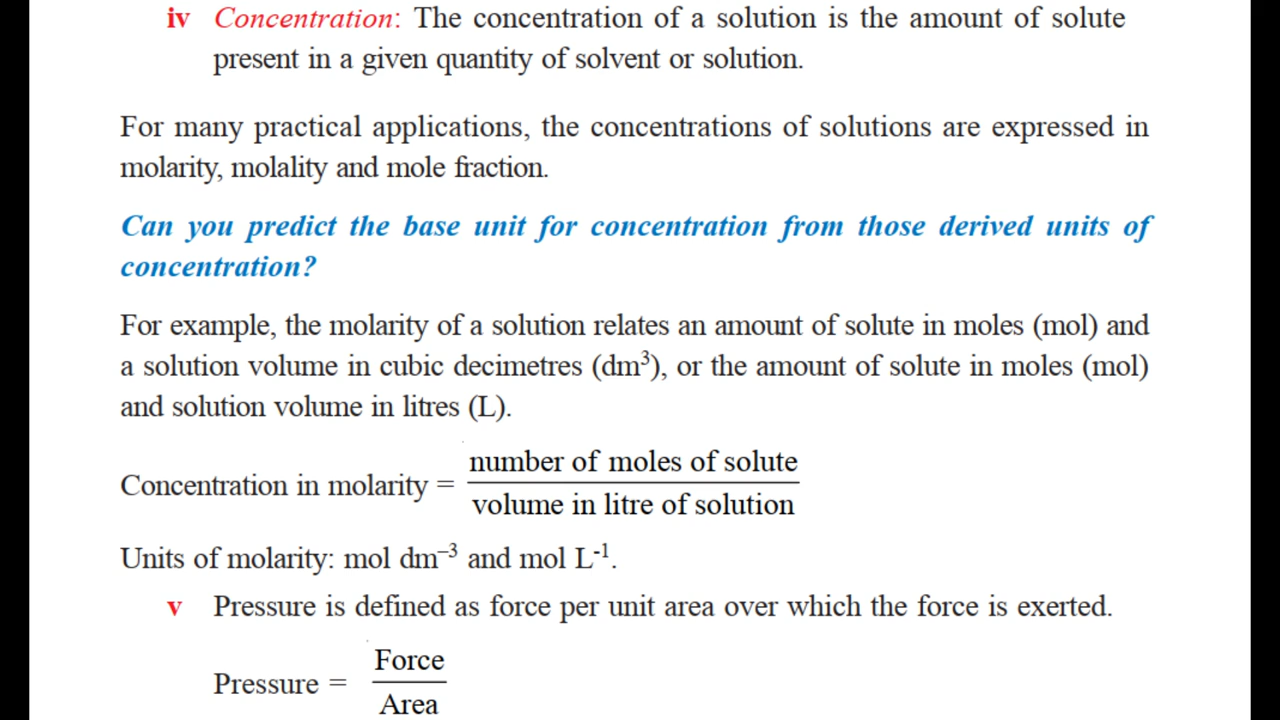 iv Concentration: The concentration of a solution is the amount of solute
present in a given quantity of solvent or solution.
For many practical applications, the concentrations of solutions are expressed in
molarity, molality and mole fraction.
Can you predict the base unit for concentration from those derived units of
concentration?
For example, the molarity of a solution relates an amount of solute in moles (mol) and
a solution volume in cubic decimetres (dm³), or the amount of solute in moles (mol)
and solution volume in litres (L).
number of moles of solute
Concentration in molarity =
volume in litre of solution
Units of molarity: mol dm⁻³ and mol L⁻¹.
v Pressure is defined as force per unit area over which the force is exerted.
Force
Pressure =
Area